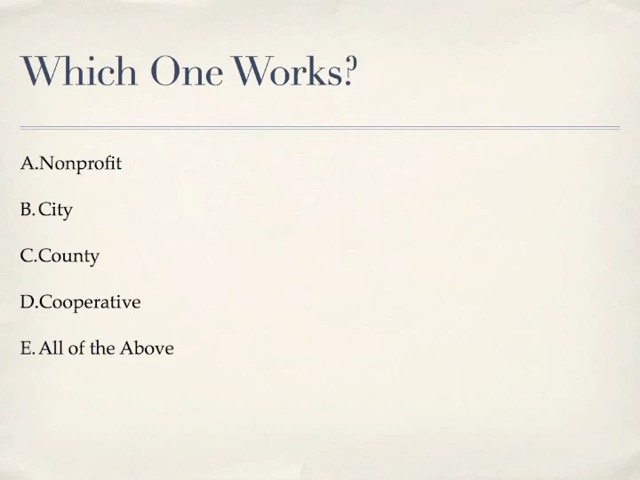 Which One Works?
A.Nonprofit
B. City
C.County
D.Cooperative
E. All of the Above